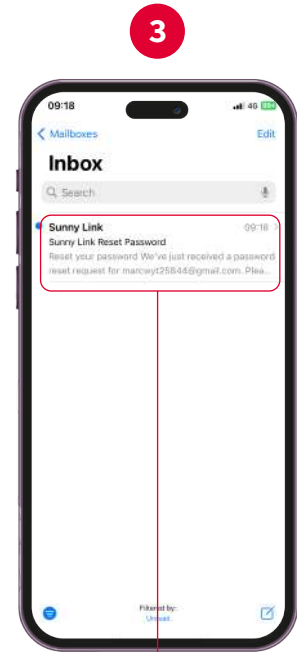 3
09:18
4G
Mailboxes
Edit
Inbox
Search
Sunny Link
09:18
Sunny Link Reset Password
Reset your password We've just received a password
reset request for marcwyt25844@gmail.com. Plea...
Filtered by:
Unread